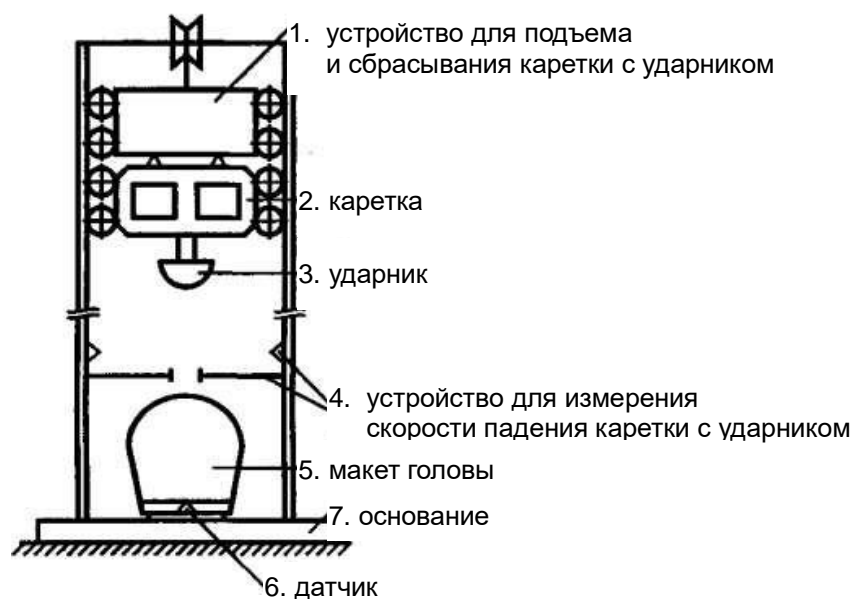 1. устройство для подъема
и сбрасывания каретки с ударником
2. каретка
3. ударник
4. устройство для измерения
скорости падения каретки с ударником
5. макет головы
7. основание
6. датчик